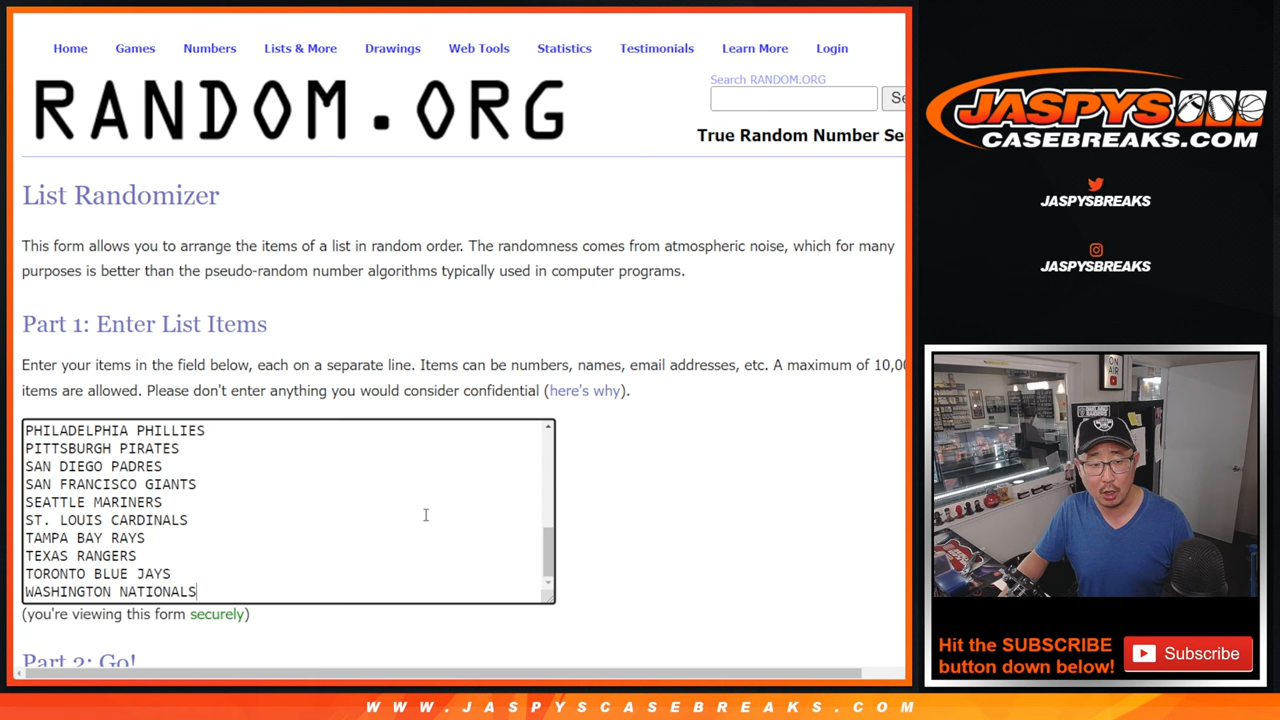 Home Games Numbers Lists & More Drawings Web Tools Statistics Testimonials Learn More Login
RANDOM.ORG
Search RANDOM.ORG
Se
True Random Number Se
List Randomizer
This form allows you to arrange the items of a list in random order. The randomness comes from atmospheric noise, which for many
purposes is better than the pseudo-random number algorithms typically used in computer programs.
Part 1: Enter List Items
Enter your items in the field below, each on a separate line. Items can be numbers, names, email addresses, etc. A maximum of 10,00
items are allowed. Please don't enter anything you would consider confidential (here's why).
PHILADELPHIA PHILLIES
PITTSBURGH PIRATES
SAN DIEGO PADRES
SAN FRANCISCO GIANTS
SEATTLE MARINERS
ST. LOUIS CARDINALS
TAMPA BAY RAYS
TEXAS RANGERS
TORONTO BLUE JAYS
WASHINGTON NATIONALS
(you're viewing this form securely)
Part 2: Go!
JASPYS
CASEBREAKS.COM
JASPYSBREAKS
JASPYSBREAKS
ON AIR
Hit the SUBSCRIBE
button down below!
Subscribe
WWW.JASPYSCASEBREAKS.COM